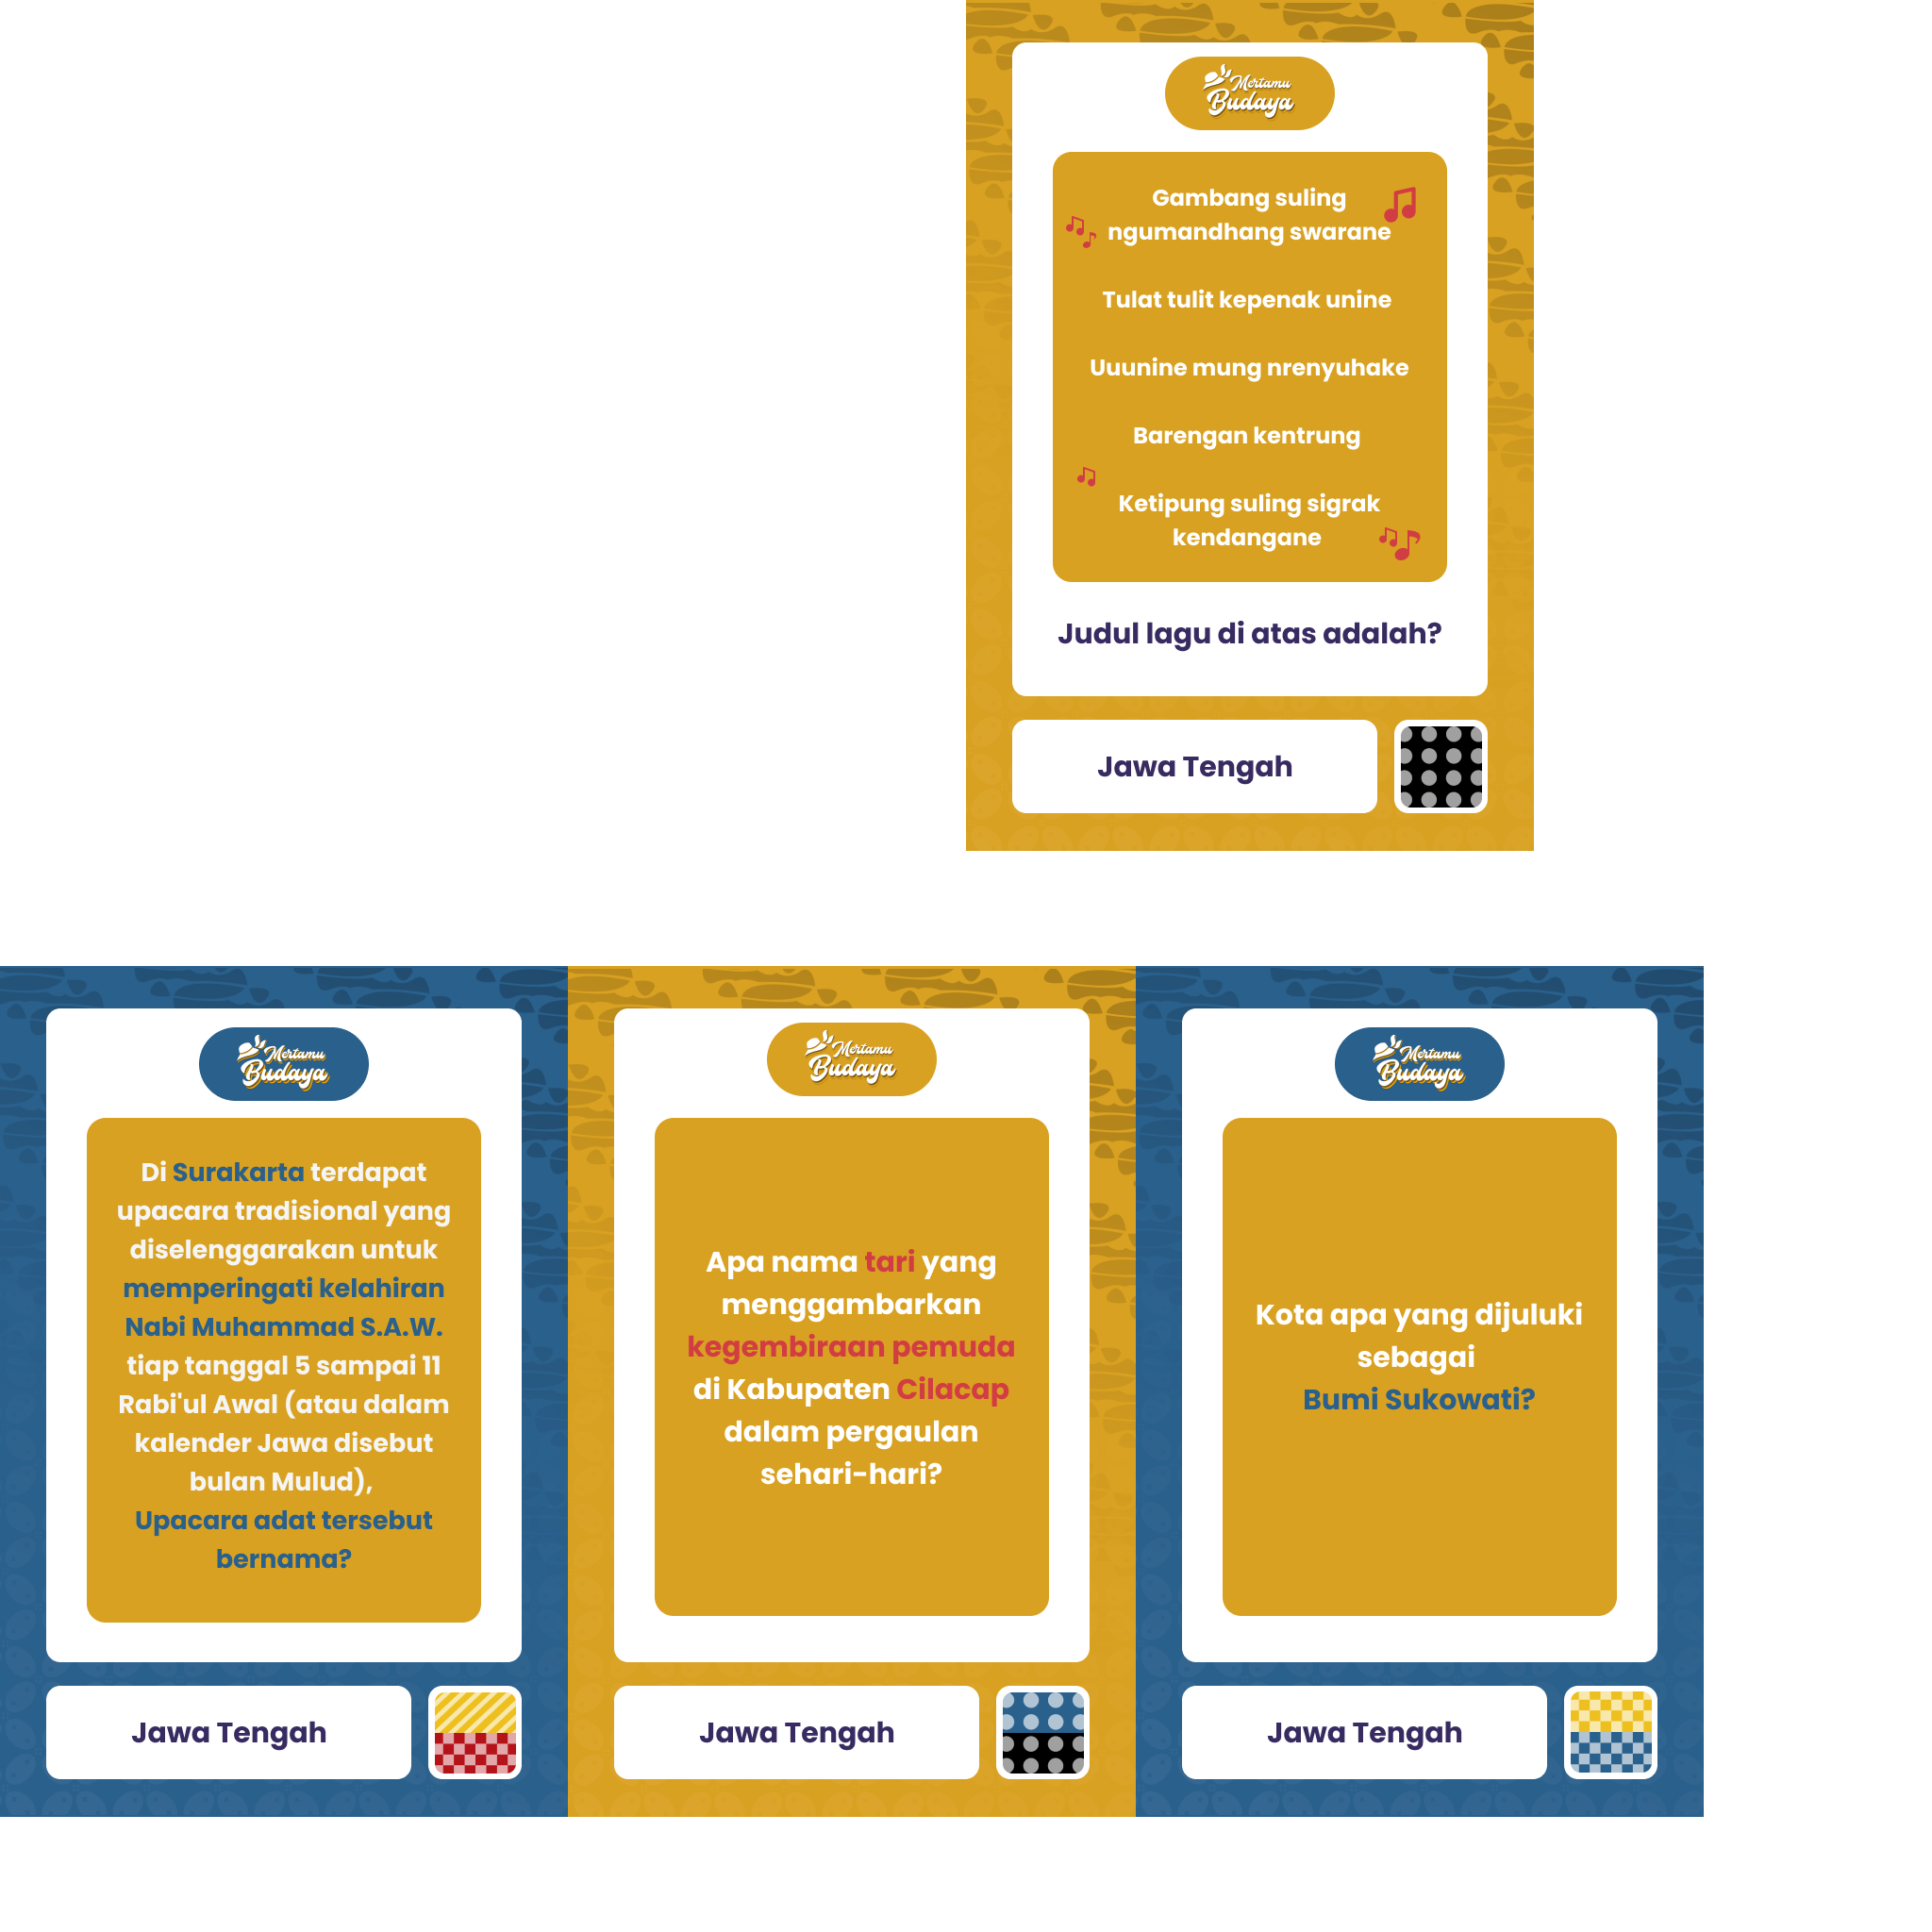 Mertamu
Budaya
Gambang suling
ngumandhang swarane
Tulat tulit kepenak unine
Uuunine mung nrenyuhake
Barengan kentrung
Ketipung suling sigrak
kendangane
Judul lagu di atas adalah?
Jawa Tengah
Mertamu
Budaya
Di Surakarta terdapat
upacara tradisional yang
diselenggarakan untuk
memperingati kelahiran
Nabi Muhammad S.A.W.
tiap tanggal 5 sampai 11
Rabi'ul Awal (atau dalam
kalender Jawa disebut
bulan Mulud),
Upacara adat tersebut
bernama?
Jawa Tengah
Mertamu
Budaya
Apa nama tari yang
menggambarkan
kegembiraan pemuda
di Kabupaten Cilacap
dalam pergaulan
sehari-hari?
Jawa Tengah
Mertamu
Budaya
Kota apa yang dijuluki
sebagai
Bumi Sukowati?
Jawa Tengah